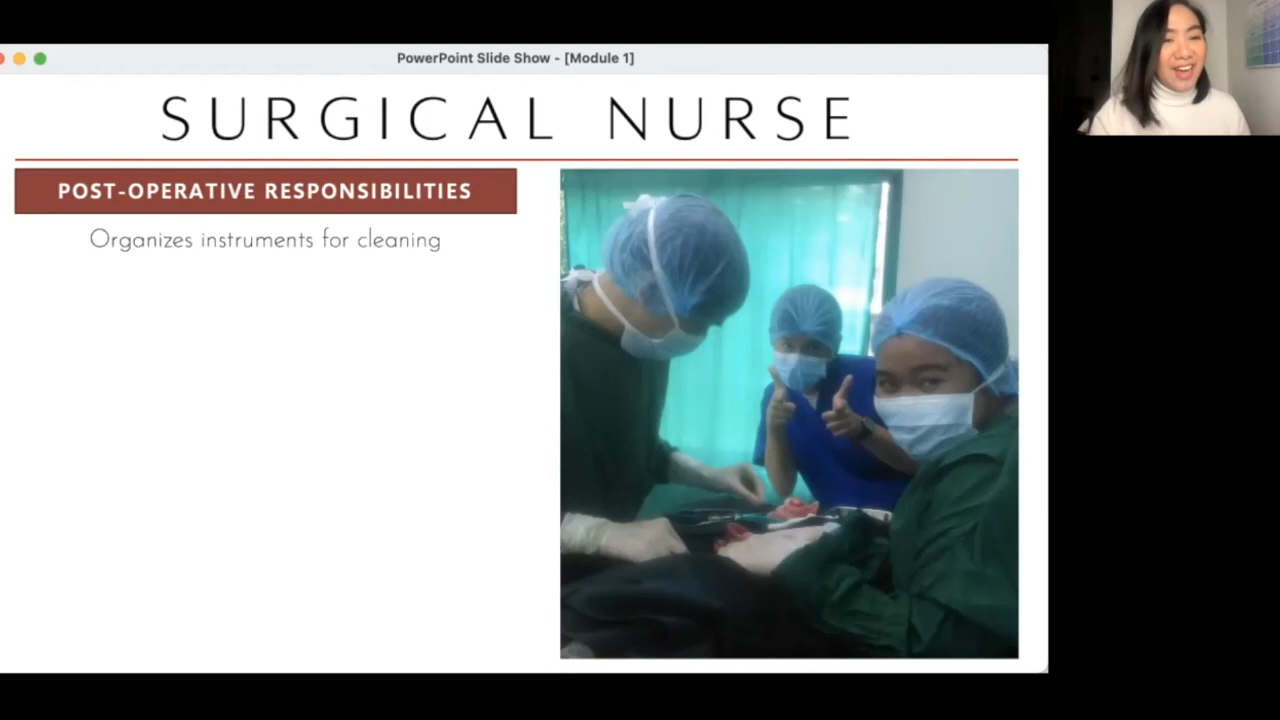 PowerPoint Slide Show - [Module 1]
SURGICAL NURSE
POST-OPERATIVE RESPONSIBILITIES
Organizes instruments for cleaning